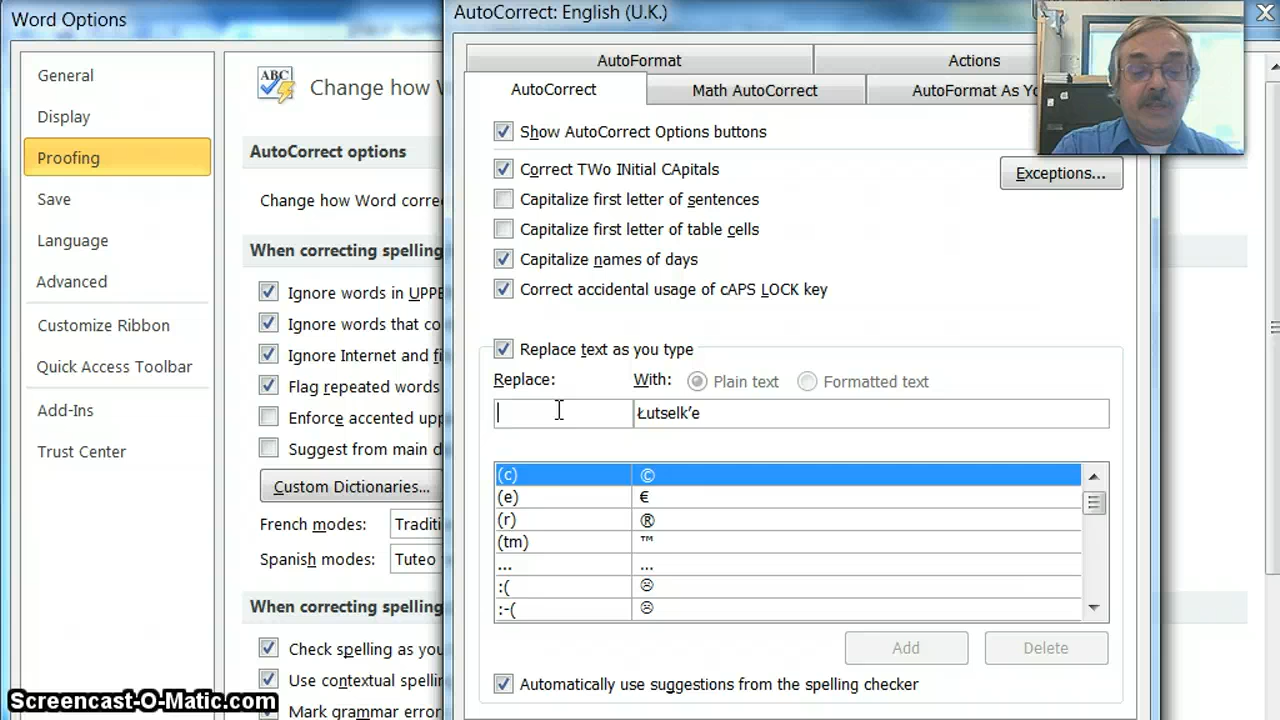 Word Options
General
Display
Proofing
Save
Language
Advanced
Customize Ribbon
Quick Access Toolbar
Add-Ins
Trust Center
ABC
Change how
AutoCorrect options
Change how Word corre
When correcting spelling
Ignore words in UPPE
Ignore words that co
Ignore Internet and fi
Flag repeated words
Enforce accented upp
Suggest from main d
Custom Dictionaries...
French modes: Traditi
Spanish modes: Tuteo
When correcting spelling
Check spelling as you
Use contextual spellin
Mark grammar error
AutoCorrect: English (U.K.)
AutoFormat
Actions
AutoCorrect
Math AutoCorrect
AutoFormat As Yo
Show AutoCorrect Options buttons
Correct TWo INitial CApitals
Exceptions...
Capitalize first letter of sentences
Capitalize first letter of table cells
Capitalize names of days
Correct accidental usage of cAPS LOCK key
Replace text as you type
Replace: With: Plain text Formatted text
Łutselk’e
(c) ©
(e) €
(r) ®
(tm) ™
... …
:( ☹
:-( ☹
Add
Delete
Automatically use suggestions from the spelling checker
Screencast-O-Matic.com